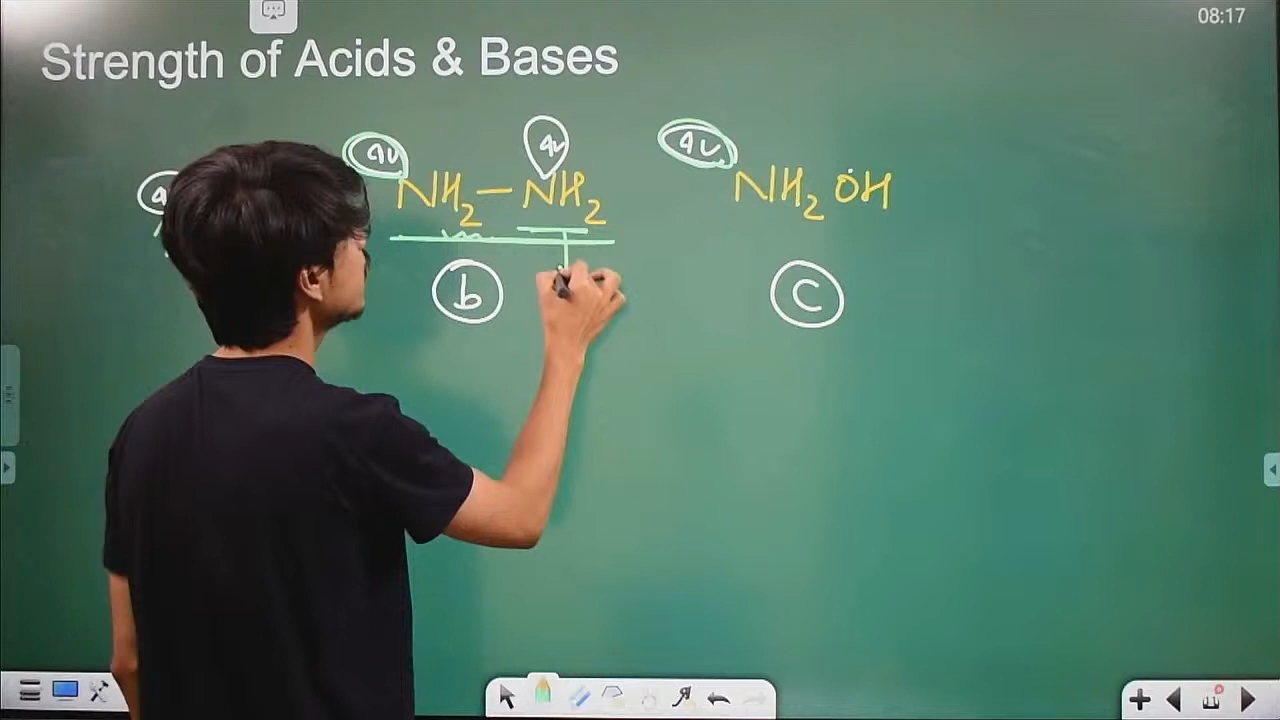 08:17
Strength of Acids & Bases
NH2 - NH2
NH2 OH
b
c